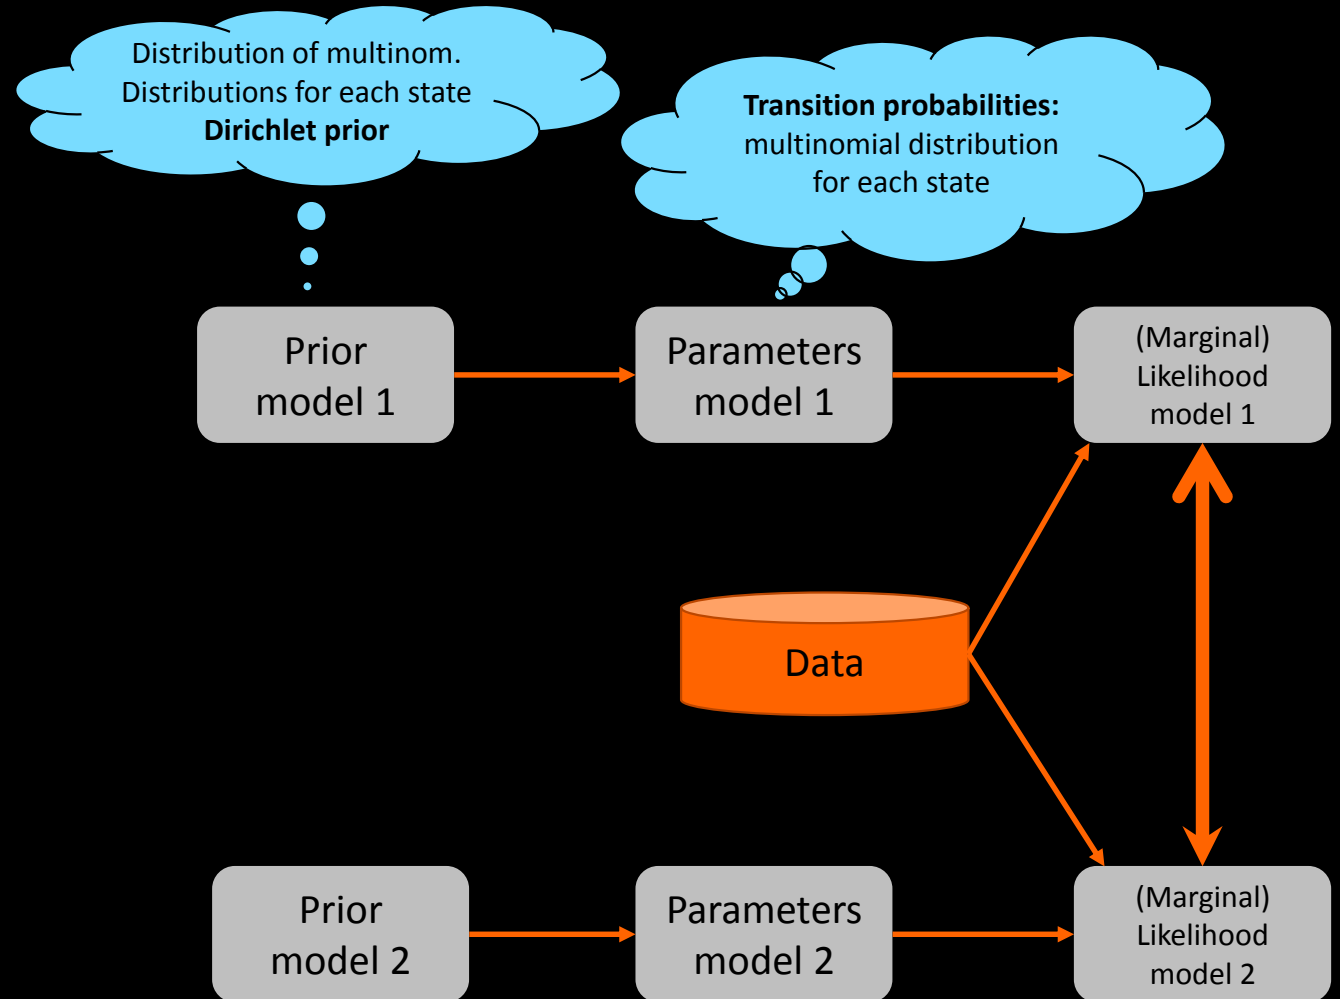 Distribution of multinom.
Distributions for each state
Dirichlet prior
Transition probabilities:
multinomial distribution
for each state
Prior
model 1
Parameters
model 1
(Marginal)
Likelihood
model 1
Data
Prior
model 2
Parameters
model 2
(Marginal)
Likelihood
model 2